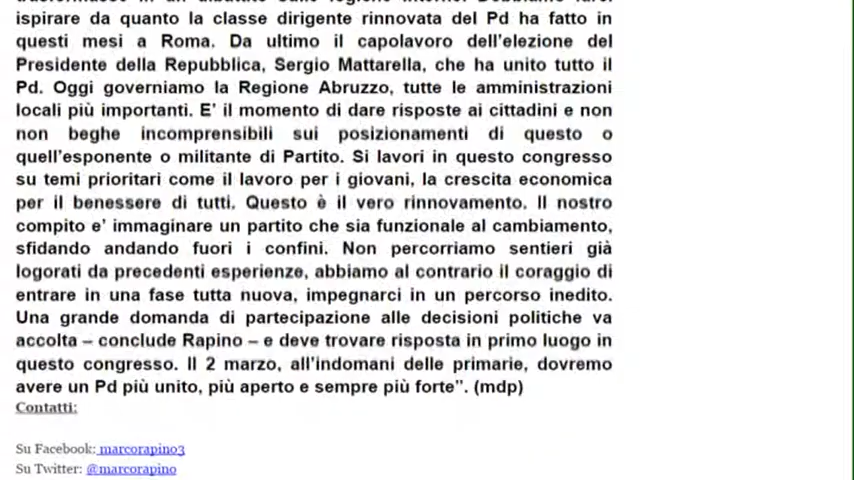 ispirare da quanto la classe dirigente rinnovata del Pd ha fatto in
questi mesi a Roma. Da ultimo il capolavoro dell'elezione del
Presidente della Repubblica, Sergio Mattarella, che ha unito tutto il
Pd. Oggi governiamo la Regione Abruzzo, tutte le amministrazioni
locali più importanti. E' il momento di dare risposte ai cittadini e non
non beghe incomprensibili sui posizionamenti di questo o
quell'esponente o militante di Partito. Si lavori in questo congresso
su temi prioritari come il lavoro per i giovani, la crescita economica
per il benessere di tutti. Questo è il vero rinnovamento. Il nostro
compito e' immaginare un partito che sia funzionale al cambiamento,
sfidando andando fuori i confini. Non percorriamo sentieri già
logorati da precedenti esperienze, abbiamo al contrario il coraggio di
entrare in una fase tutta nuova, impegnarci in un percorso inedito.
Una grande domanda di partecipazione alle decisioni politiche va
accolta – conclude Rapino – e deve trovare risposta in primo luogo in
questo congresso. Il 2 marzo, all'indomani delle primarie, dovremo
avere un Pd più unito, più aperto e sempre più forte”. (mdp)
Contatti:
Su Facebook: marcorapino3
Su Twitter: @marcorapino